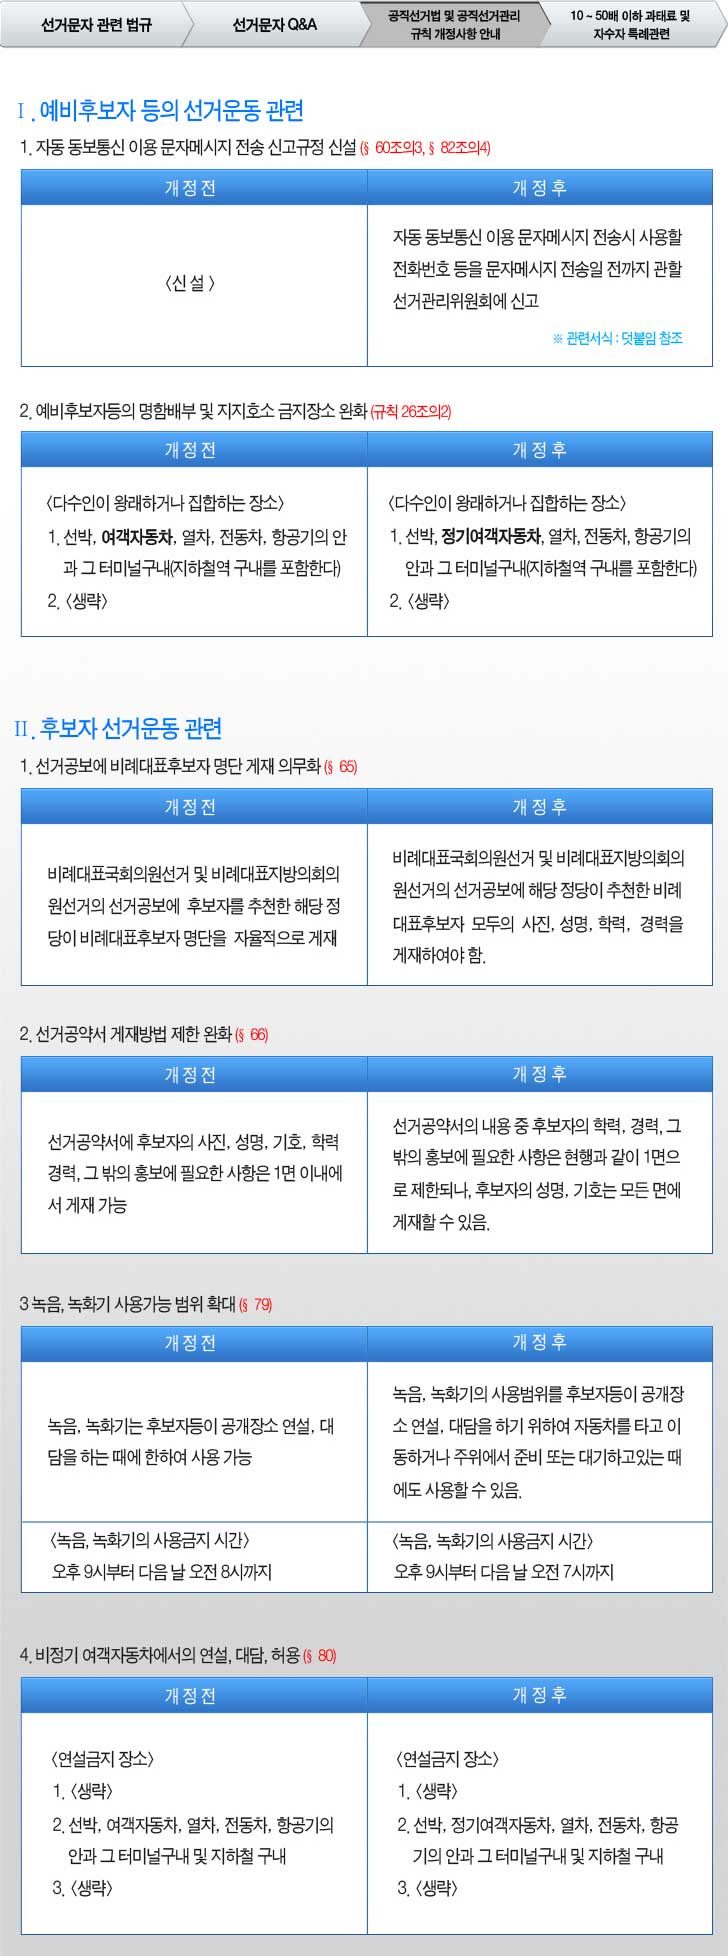 선거문자 관련 법규
선거문자 Q&A
공직선거법 및 공직선거관리
규칙 개정사항 안내
10 ~ 50배 이하 과태료 및
자수자 특례관련
Ⅰ. 예비후보자 등의 선거운동 관련
1. 자동 동보통신 이용 문자메시지 전송 신고규정 신설 (§ 60조의3, § 82조의4)
개 정 전
개 정 후
<신 설 >
자동 동보통신 이용 문자메시지 전송시 사용할
전화번호 등을 문자메시지 전송일 전까지 관할
선거관리위원회에 신고
※ 관련서식 : 덧붙임 참조
2. 예비후보자등의 명함배부 및 지지호소 금지장소 완화 (규칙 26조의2)
개 정 전
개 정 후
<다수인이 왕래하거나 집합하는 장소>
1. 선박, 여객자동차, 열차, 전동차, 항공기의 안
과 그 터미널구내(지하철역 구내를 포함한다)
2. <생략>
<다수인이 왕래하거나 집합하는 장소>
1. 선박, 정기여객자동차, 열차, 전동차, 항공기의
안과 그 터미널구내(지하철역 구내를 포함한다)
2. <생략>
Ⅱ. 후보자 선거운동 관련
1. 선거공보에 비례대표후보자 명단 게재 의무화 (§ 65)
개 정 전
개 정 후
비례대표국회의원선거 및 비례대표지방의회의
원선거의 선거공보에 후보자를 추천한 해당 정
당이 비례대표후보자 명단을 자율적으로 게재
비례대표국회의원선거 및 비례대표지방의회의
원선거의 선거공보에 해당 정당이 추천한 비례
대표후보자 모두의 사진, 성명, 학력, 경력을
게재하여야 함.
2. 선거공약서 게재방법 제한 완화 (§ 66)
개 정 전
개 정 후
선거공약서에 후보자의 사진, 성명, 기호, 학력
경력, 그 밖의 홍보에 필요한 사항은 1면 이내에
서 게재 가능
선거공약서의 내용 중 후보자의 학력, 경력, 그
밖의 홍보에 필요한 사항은 현행과 같이 1면으
로 제한되나, 후보자의 성명, 기호는 모든 면에
게재할 수 있음.
3 녹음, 녹화기 사용가능 범위 확대 (§ 79)
개 정 전
개 정 후
녹음, 녹화기는 후보자등이 공개장소 연설, 대
담을 하는 때에 한하여 사용 가능
녹음, 녹화기의 사용범위를 후보자등이 공개장
소 연설, 대담을 하기 위하여 자동차를 타고 이
동하거나 주위에서 준비 또는 대기하고있는 때
에도 사용할 수 있음.
<녹음, 녹화기의 사용금지 시간>
오후 9시부터 다음 날 오전 8시까지
<녹음, 녹화기의 사용금지 시간>
오후 9시부터 다음 날 오전 7시까지
4. 비정기 여객자동차에서의 연설, 대담, 허용 (§ 80)
개 정 전
개 정 후
<연설금지 장소>
1. <생략>
2. 선박, 여객자동차, 열차, 전동차, 항공기의
안과 그 터미널구내 및 지하철 구내
3. <생략>
<연설금지 장소>
1. <생략>
2. 선박, 정기여객자동차, 열차, 전동차, 항공
기의 안과 그 터미널구내 및 지하철 구내
3. <생략>